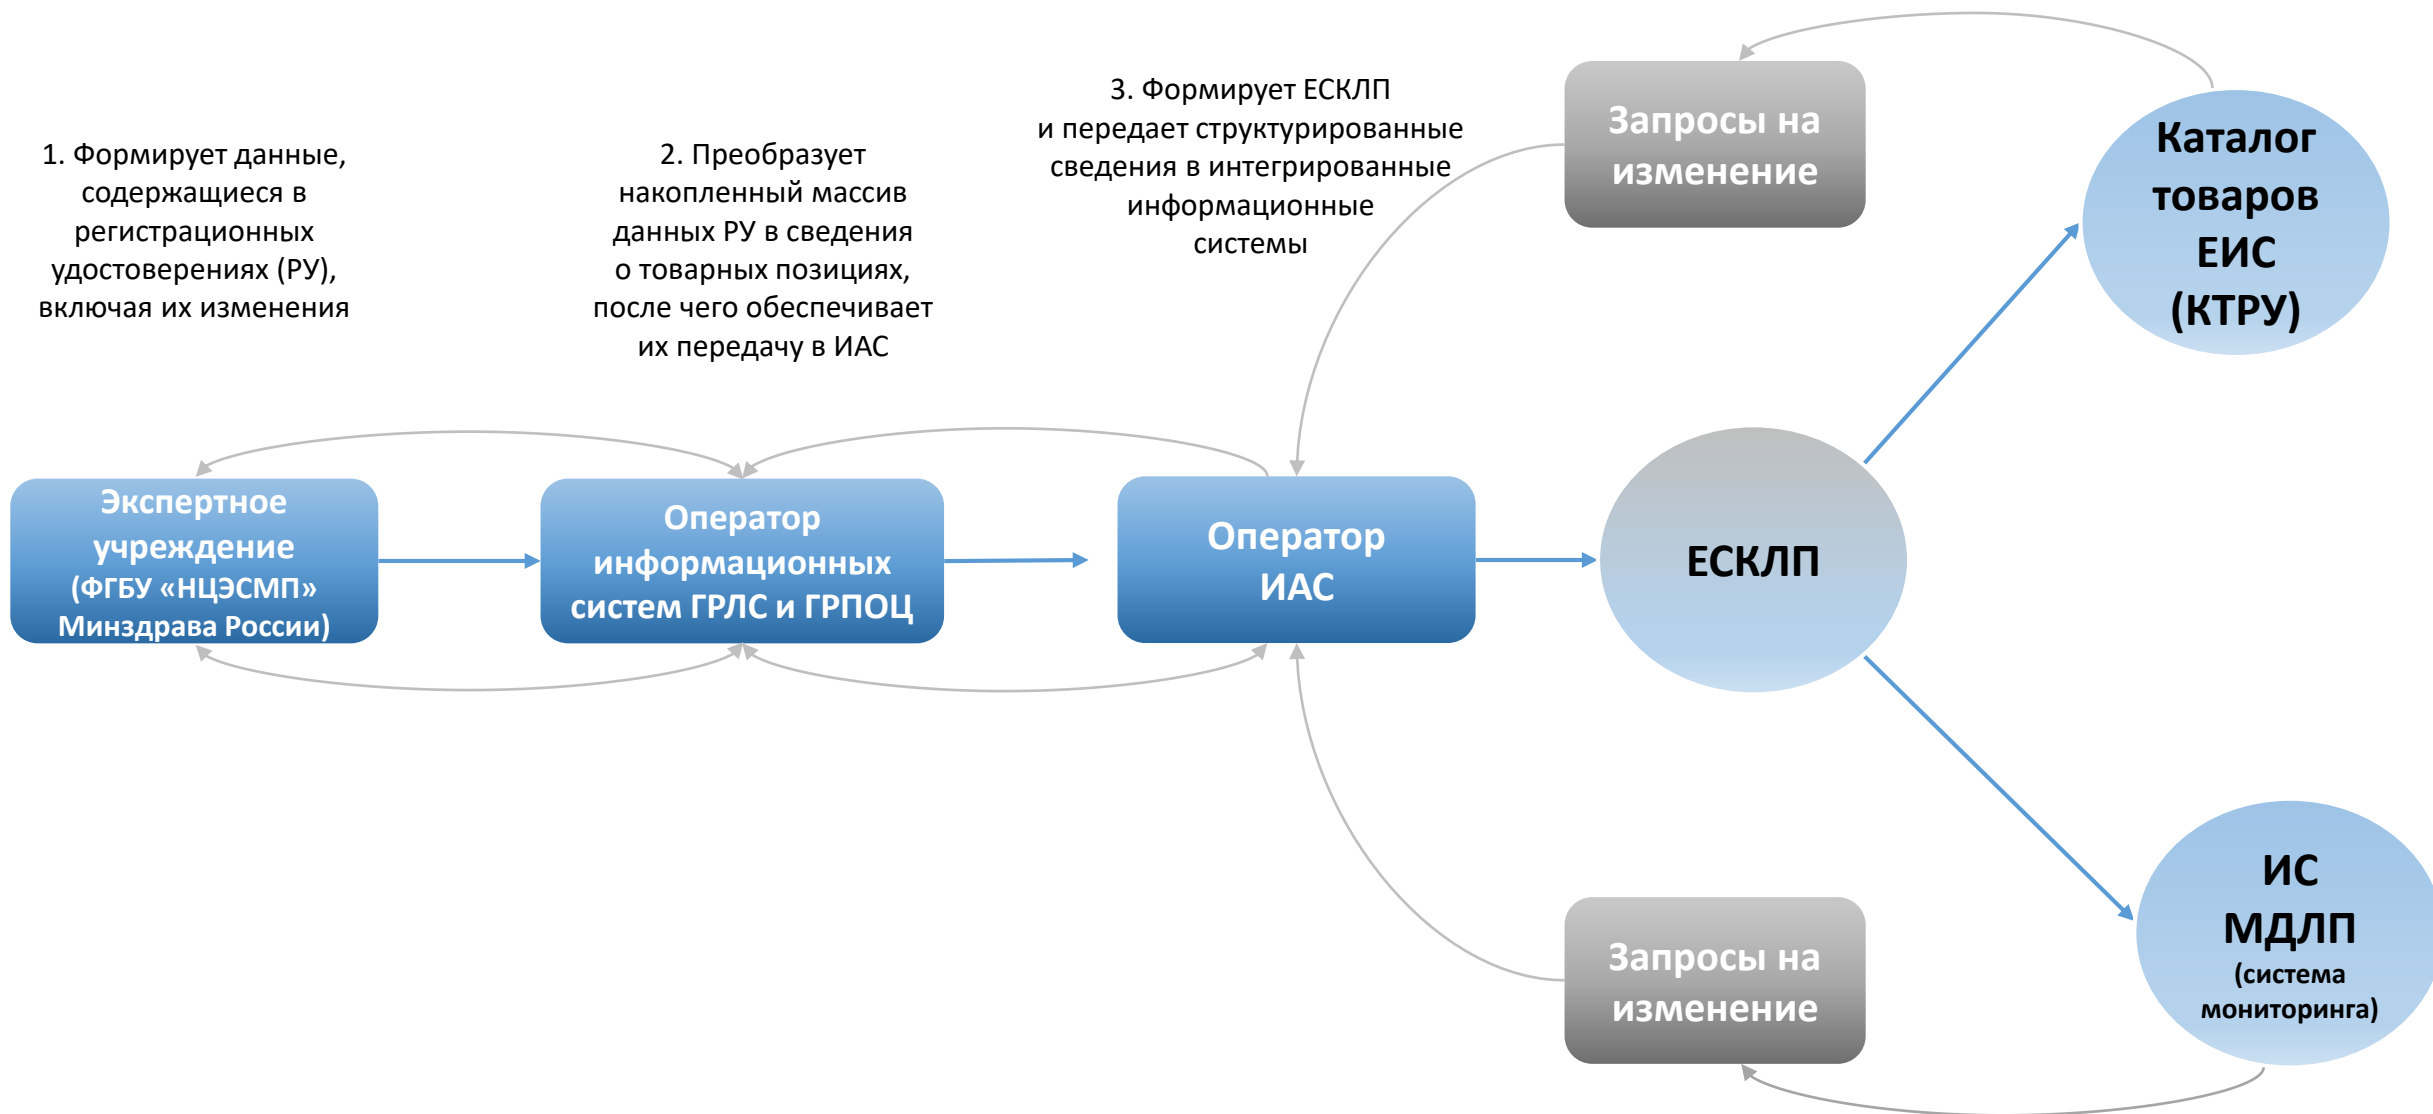 1. Формирует данные,
содержащиеся в
регистрационных
удостоверениях (РУ),
включая их изменения
2. Преобразует
накопленный массив
данных РУ в сведения
о товарных позициях,
после чего обеспечивает
их передачу в ИАС
3. Формирует ЕСКЛП
и передает структурированные
сведения в интегрированные
информационные
системы
Запросы на
изменение
Каталог
товаров
ЕИС
(КТРУ)
Экспертное
учреждение
(ФГБУ «НЦЭСМП»
Минздрава России)
Оператор
информационных
систем ГРЛС и ГРПОЦ
Оператор
ИАС
ЕСКЛП
Запросы на
изменение
ИС
МДЛП
(система
мониторинга)